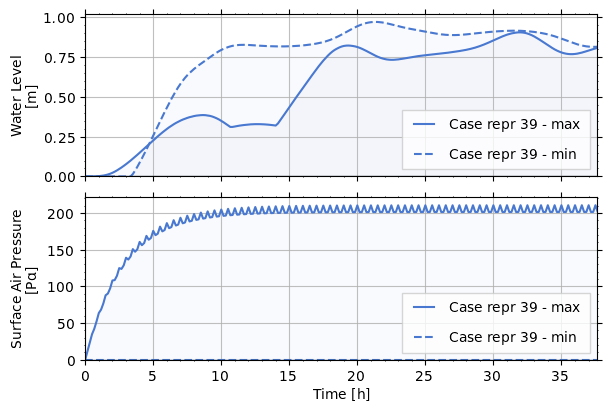 Water Level
[m]
1.00
0.75
0.50
0.25
0.00
Case repr 39 - max
Case repr 39 - min
Surface Air Pressure
[Pa]
200
150
100
50
0
Case repr 39 - max
Case repr 39 - min
0 5 10 15 20 25 30 35
Time [h]